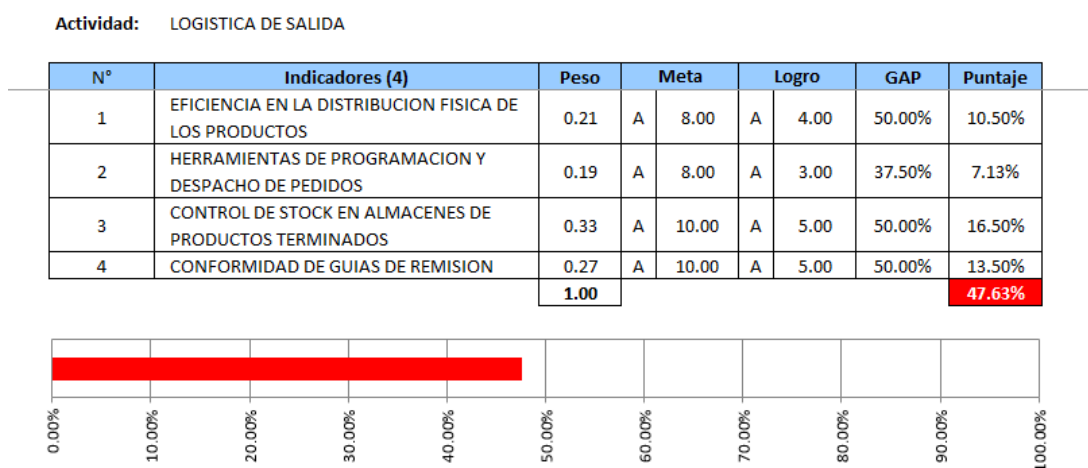 Actividad: LOGISTICA DE SALIDA
N° Indicadores (4) Peso Meta Logro GAP Puntaje
1 EFICIENCIA EN LA DISTRIBUCION FISICA DE LOS PRODUCTOS 0.21 A 8.00 A 4.00 50.00% 10.50%
2 HERRAMIENTAS DE PROGRAMACION Y DESPACHO DE PEDIDOS 0.19 A 8.00 A 3.00 37.50% 7.13%
3 CONTROL DE STOCK EN ALMACENES DE PRODUCTOS TERMINADOS 0.33 A 10.00 A 5.00 50.00% 16.50%
4 CONFORMIDAD DE GUIAS DE REMISION 0.27 A 10.00 A 5.00 50.00% 13.50%
1.00 47.63%
0.00% 10.00% 20.00% 30.00% 40.00% 50.00% 60.00% 70.00% 80.00% 90.00% 100.00%